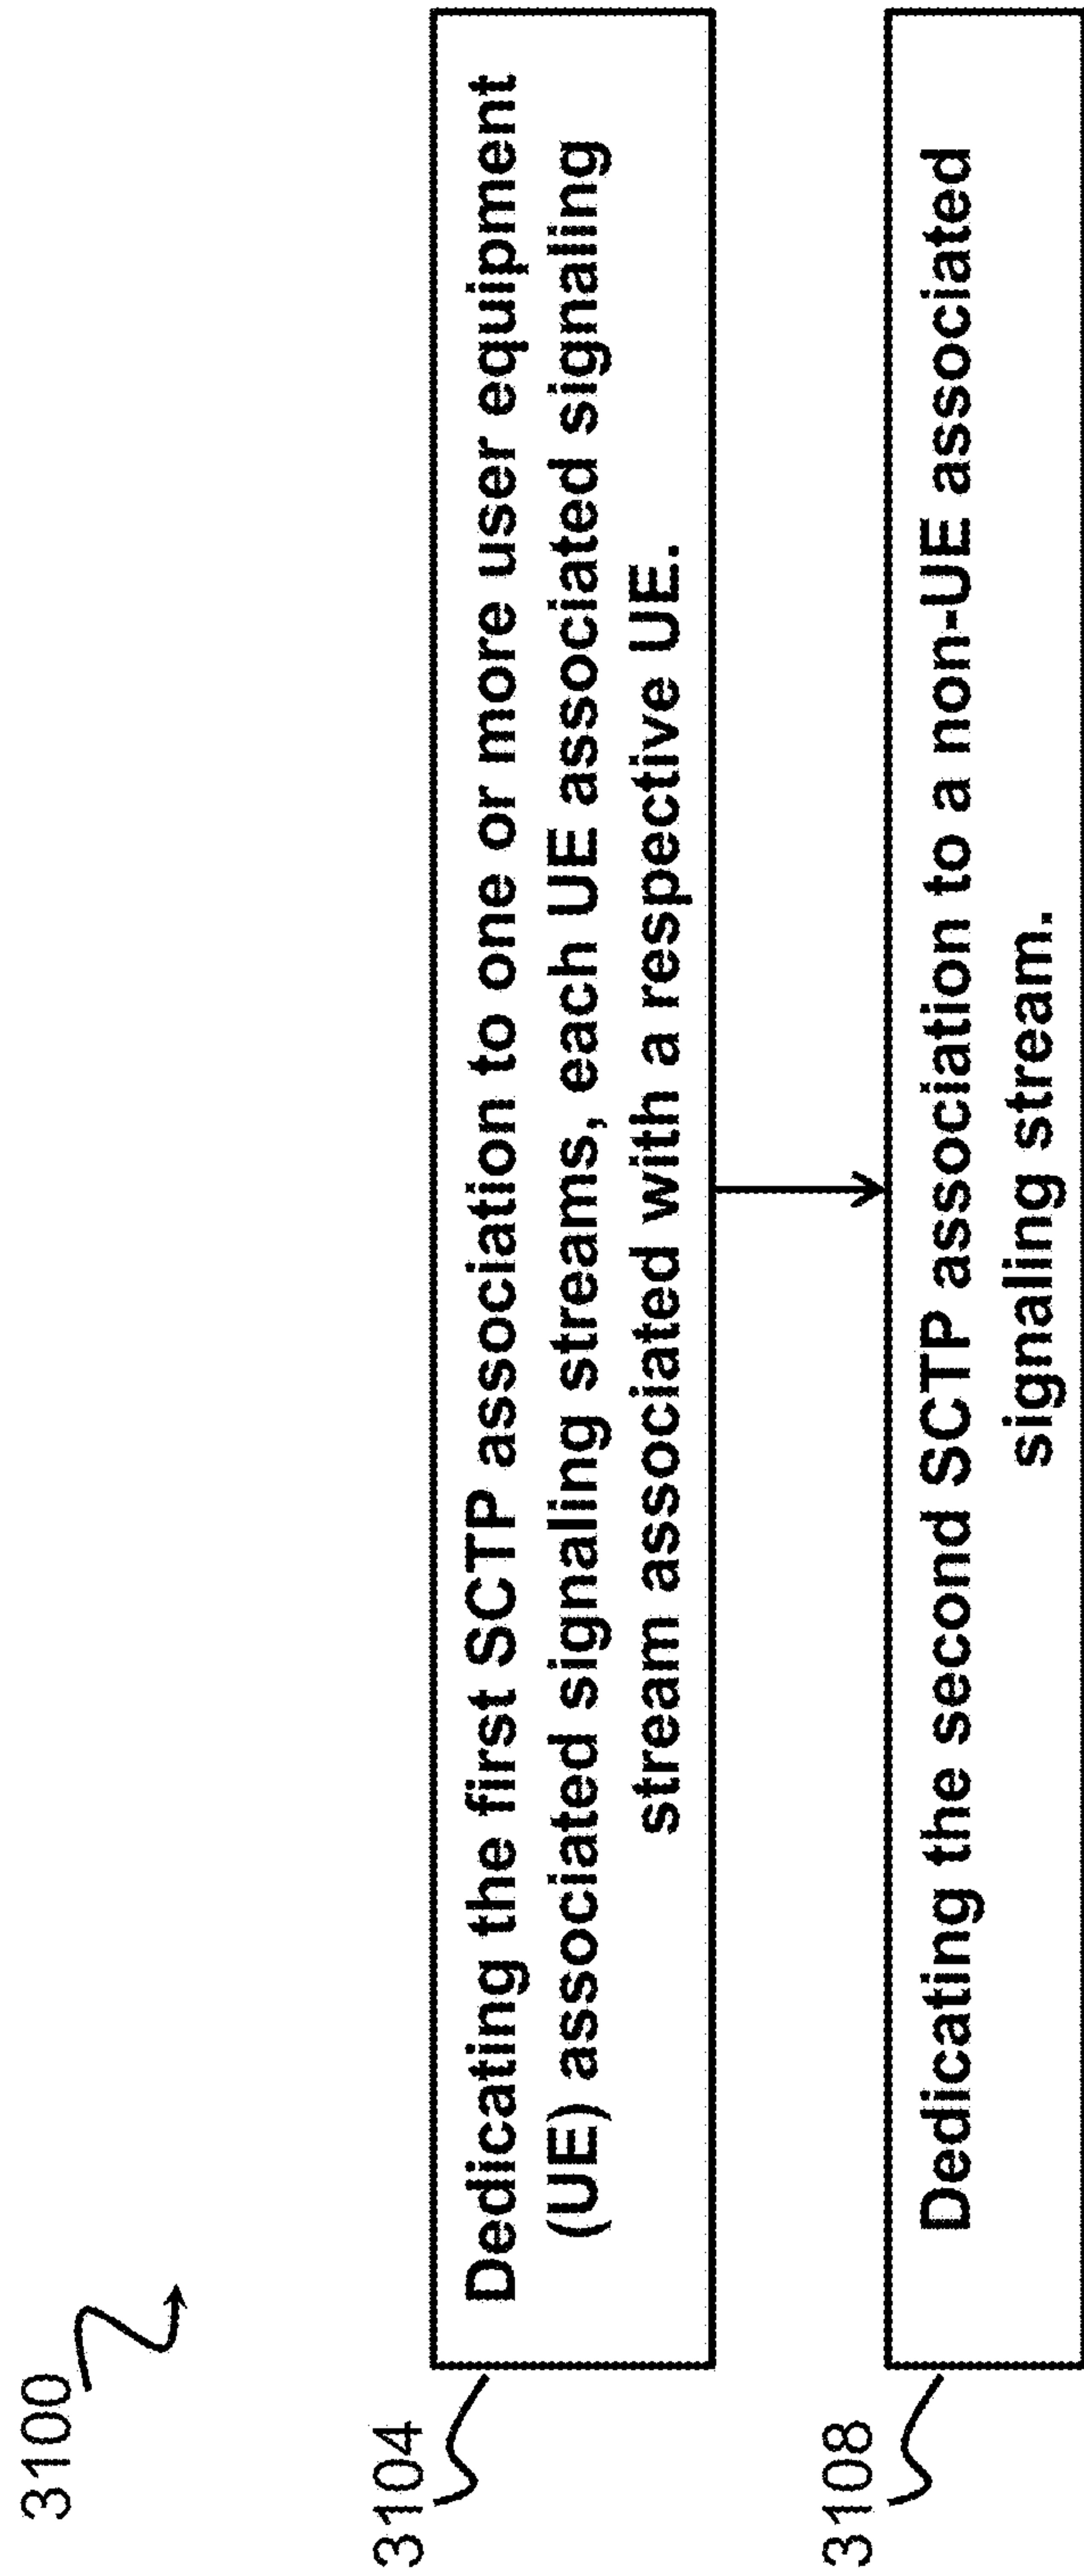 3100
3104
Dedicating the first SCTP association to one or more user equipment
(UE) associated signaling streams, each UE associated signaling
stream associated with a respective UE.
3108
Dedicating the second SCTP association to a non-UE associated
signaling stream.